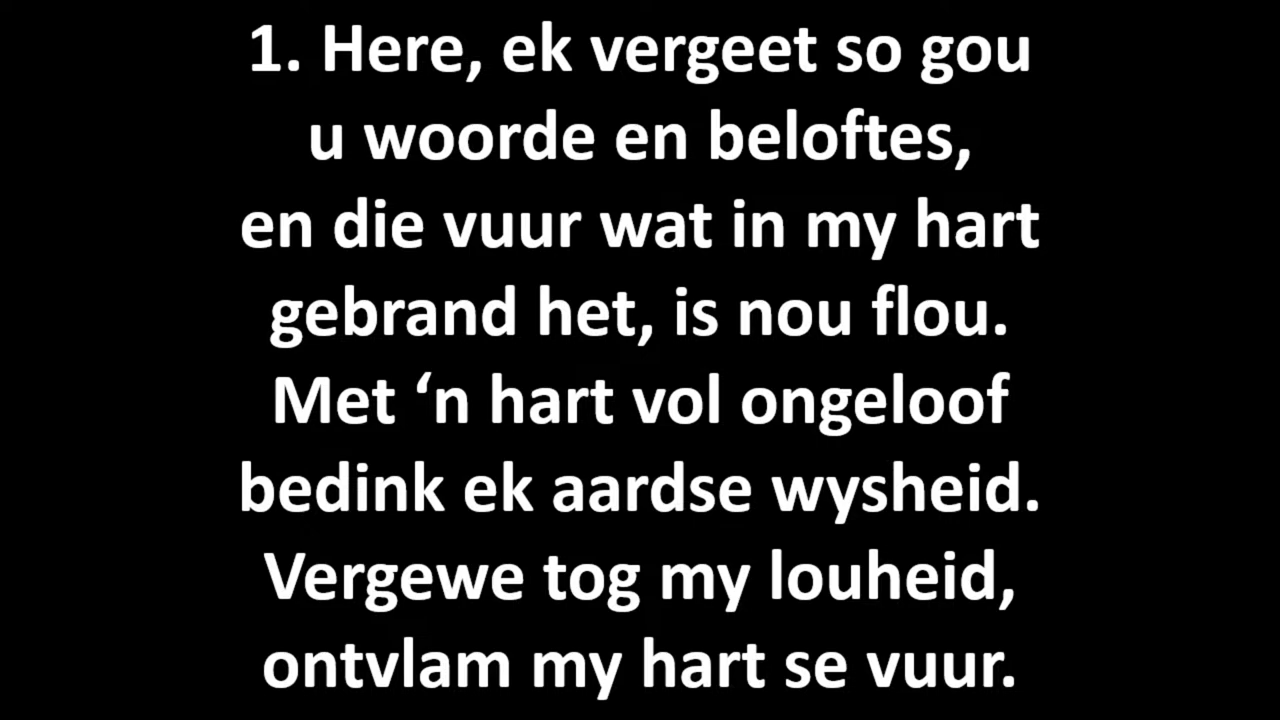 1. Here, ek vergeet so gou
u woorde en beloftes,
en die vuur wat in my hart
gebrand het, is nou flou.
Met ‘n hart vol ongeloof
bedink ek aardse wysheid.
Vergewe tog my louheid,
ontvlam my hart se vuur.